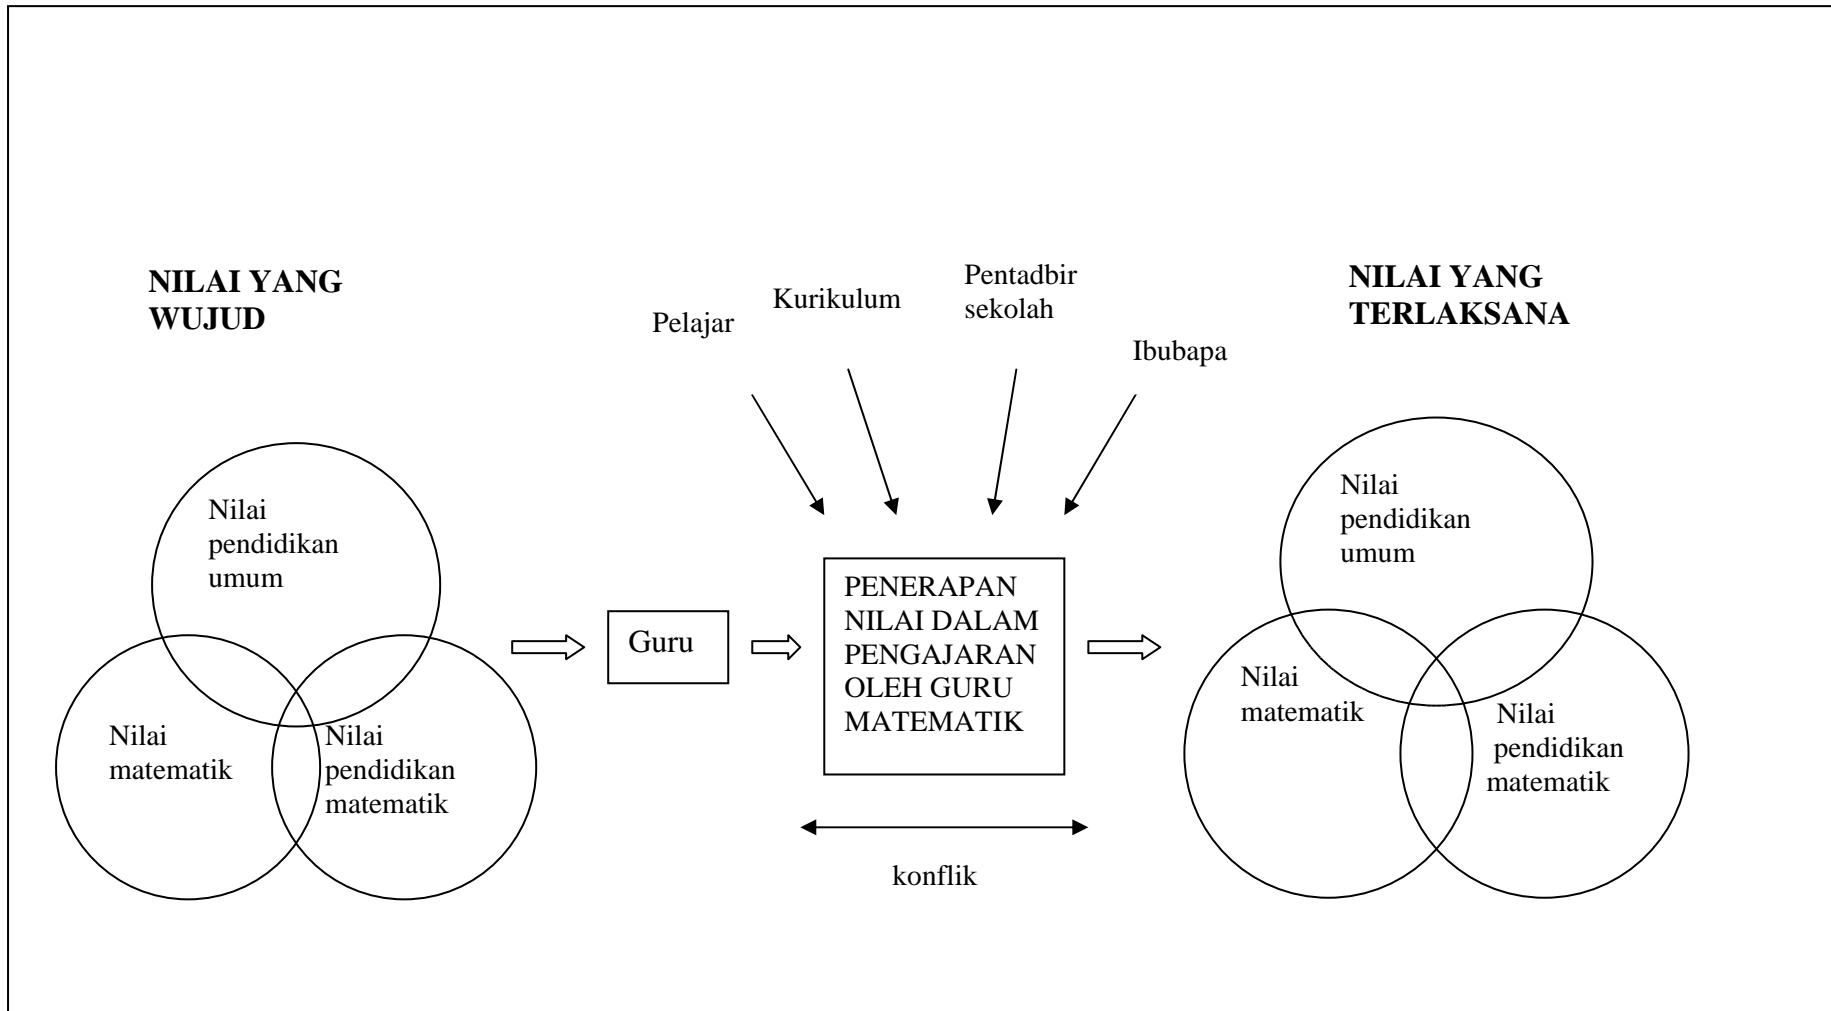 NILAI YANG
WUJUD
Pelajar
Kurikulum
Pentadbir
sekolah
Ibubapa
NILAI YANG
TERLAKSANA
Nilai
pendidikan
umum
Nilai
matematik
Nilai
pendidikan
matematik
Guru
PENERAPAN
NILAI DALAM
PENGAJARAN
OLEH GURU
MATEMATIK
konflik
Nilai
pendidikan
umum
Nilai
matematik
Nilai
pendidikan
matematik